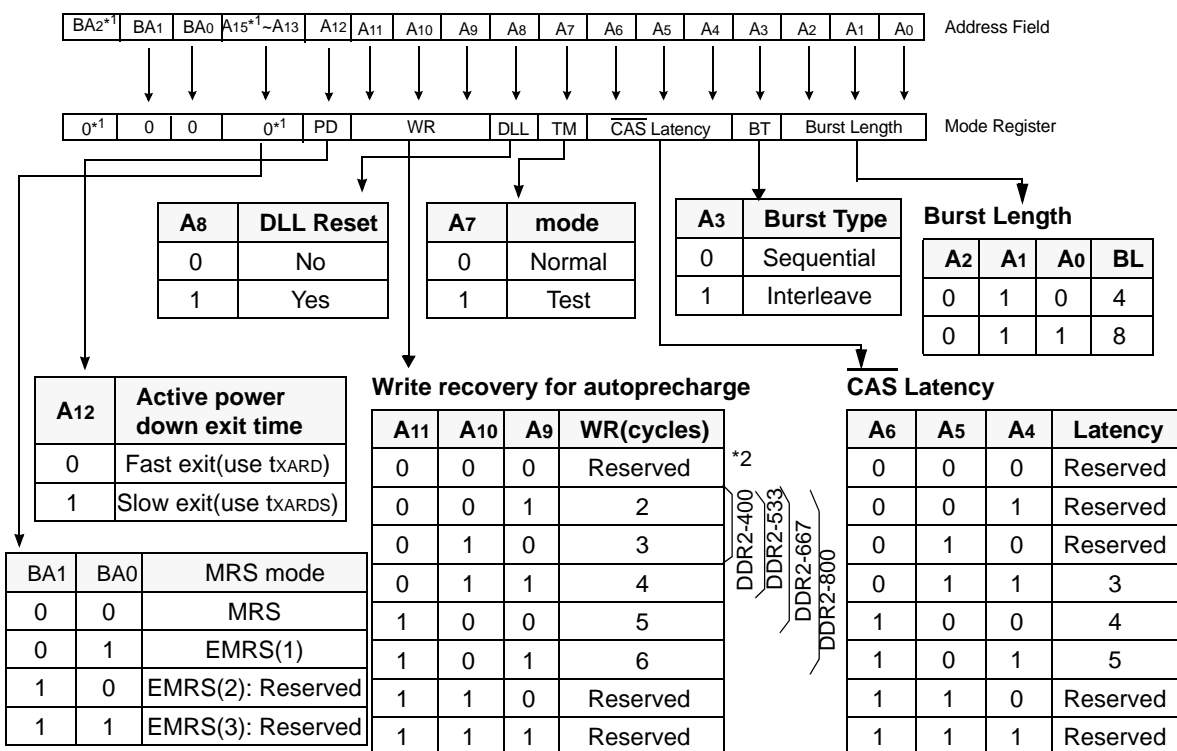 BA2*1 BA1 BA0 A15*1~A13 A12 A11 A10 A9 A8 A7 A6 A5 A4 A3 A2 A1 A0 Address Field
0*1 0 0 0*1 PD WR DLL TM CAS Latency BT Burst Length Mode Register
A8 DLL Reset
0 No
1 Yes
A7 mode
0 Normal
1 Test
A3 Burst Type
0 Sequential
1 Interleave
Burst Length
A2 A1 A0 BL
0 1 0 4
0 1 1 8
A12 Active power
down exit time
0 Fast exit(use tXARD)
1 Slow exit(use tXARDS)
BA1 BA0 MRS mode
0 0 MRS
0 1 EMRS(1)
1 0 EMRS(2): Reserved
1 1 EMRS(3): Reserved
Write recovery for autoprecharge
A11 A10 A9 WR(cycles)
0 0 0 Reserved *2
0 0 1 2
0 1 0 3
0 1 1 4
1 0 0 5
1 0 1 6
1 1 0 Reserved
1 1 1 Reserved
DDR2-400
DDR2-533
DDR2-667
DDR2-800
CAS Latency
A6 A5 A4 Latency
0 0 0 Reserved
0 0 1 Reserved
0 1 0 Reserved
0 1 1 3
1 0 0 4
1 0 1 5
1 1 0 Reserved
1 1 1 Reserved